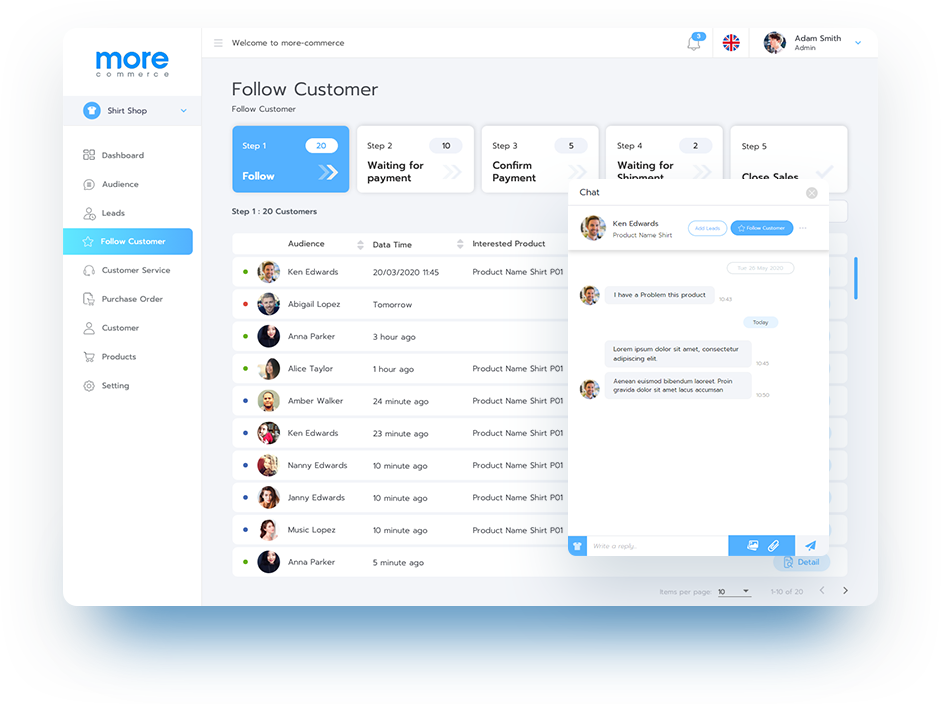 more
commerce
Welcome to more-commerce
3
Adam Smith
Admin
Shirt Shop
Dashboard
Audience
Leads
Follow Customer
Customer Service
Purchase Order
Customer
Products
Setting
Follow Customer
Follow Customer
Step 1
20
Follow
Step 2
10
Waiting for
payment
Step 3
5
Confirm
Payment
Step 4
2
Waiting for
Shipment
Step 5
Close Sales
Step 1 : 20 Customers
Audience
Data Time
Interested Product
Ken Edwards 20/03/2020 11:45 Product Name Shirt P01
Abigail Lopez Tomorrow
Anna Parker 3 hour ago
Alice Taylor 1 hour ago Product Name Shirt P01
Amber Walker 24 minute ago Product Name Shirt P01
Ken Edwards 23 minute ago Product Name Shirt P01
Nanny Edwards 10 minute ago Product Name Shirt P01
Janny Edwards 10 minute ago Product Name Shirt P01
Music Lopez 10 minute ago Product Name Shirt P01
Anna Parker 5 minute ago
Detail
Items per page: 10 1-10 of 20
Chat
Ken Edwards
Product Name Shirt
Add Leads
Follow Customer
Tue 26 May 2020
I have a Problem this product
10:43
Today
Lorem ipsum dolor sit amet, consectetur
adipiscing elit
10:45
Aenean euismod bibendum laoreet. Proin
gravida dolor sit amet lacus accumsan
10:50
Write a reply..